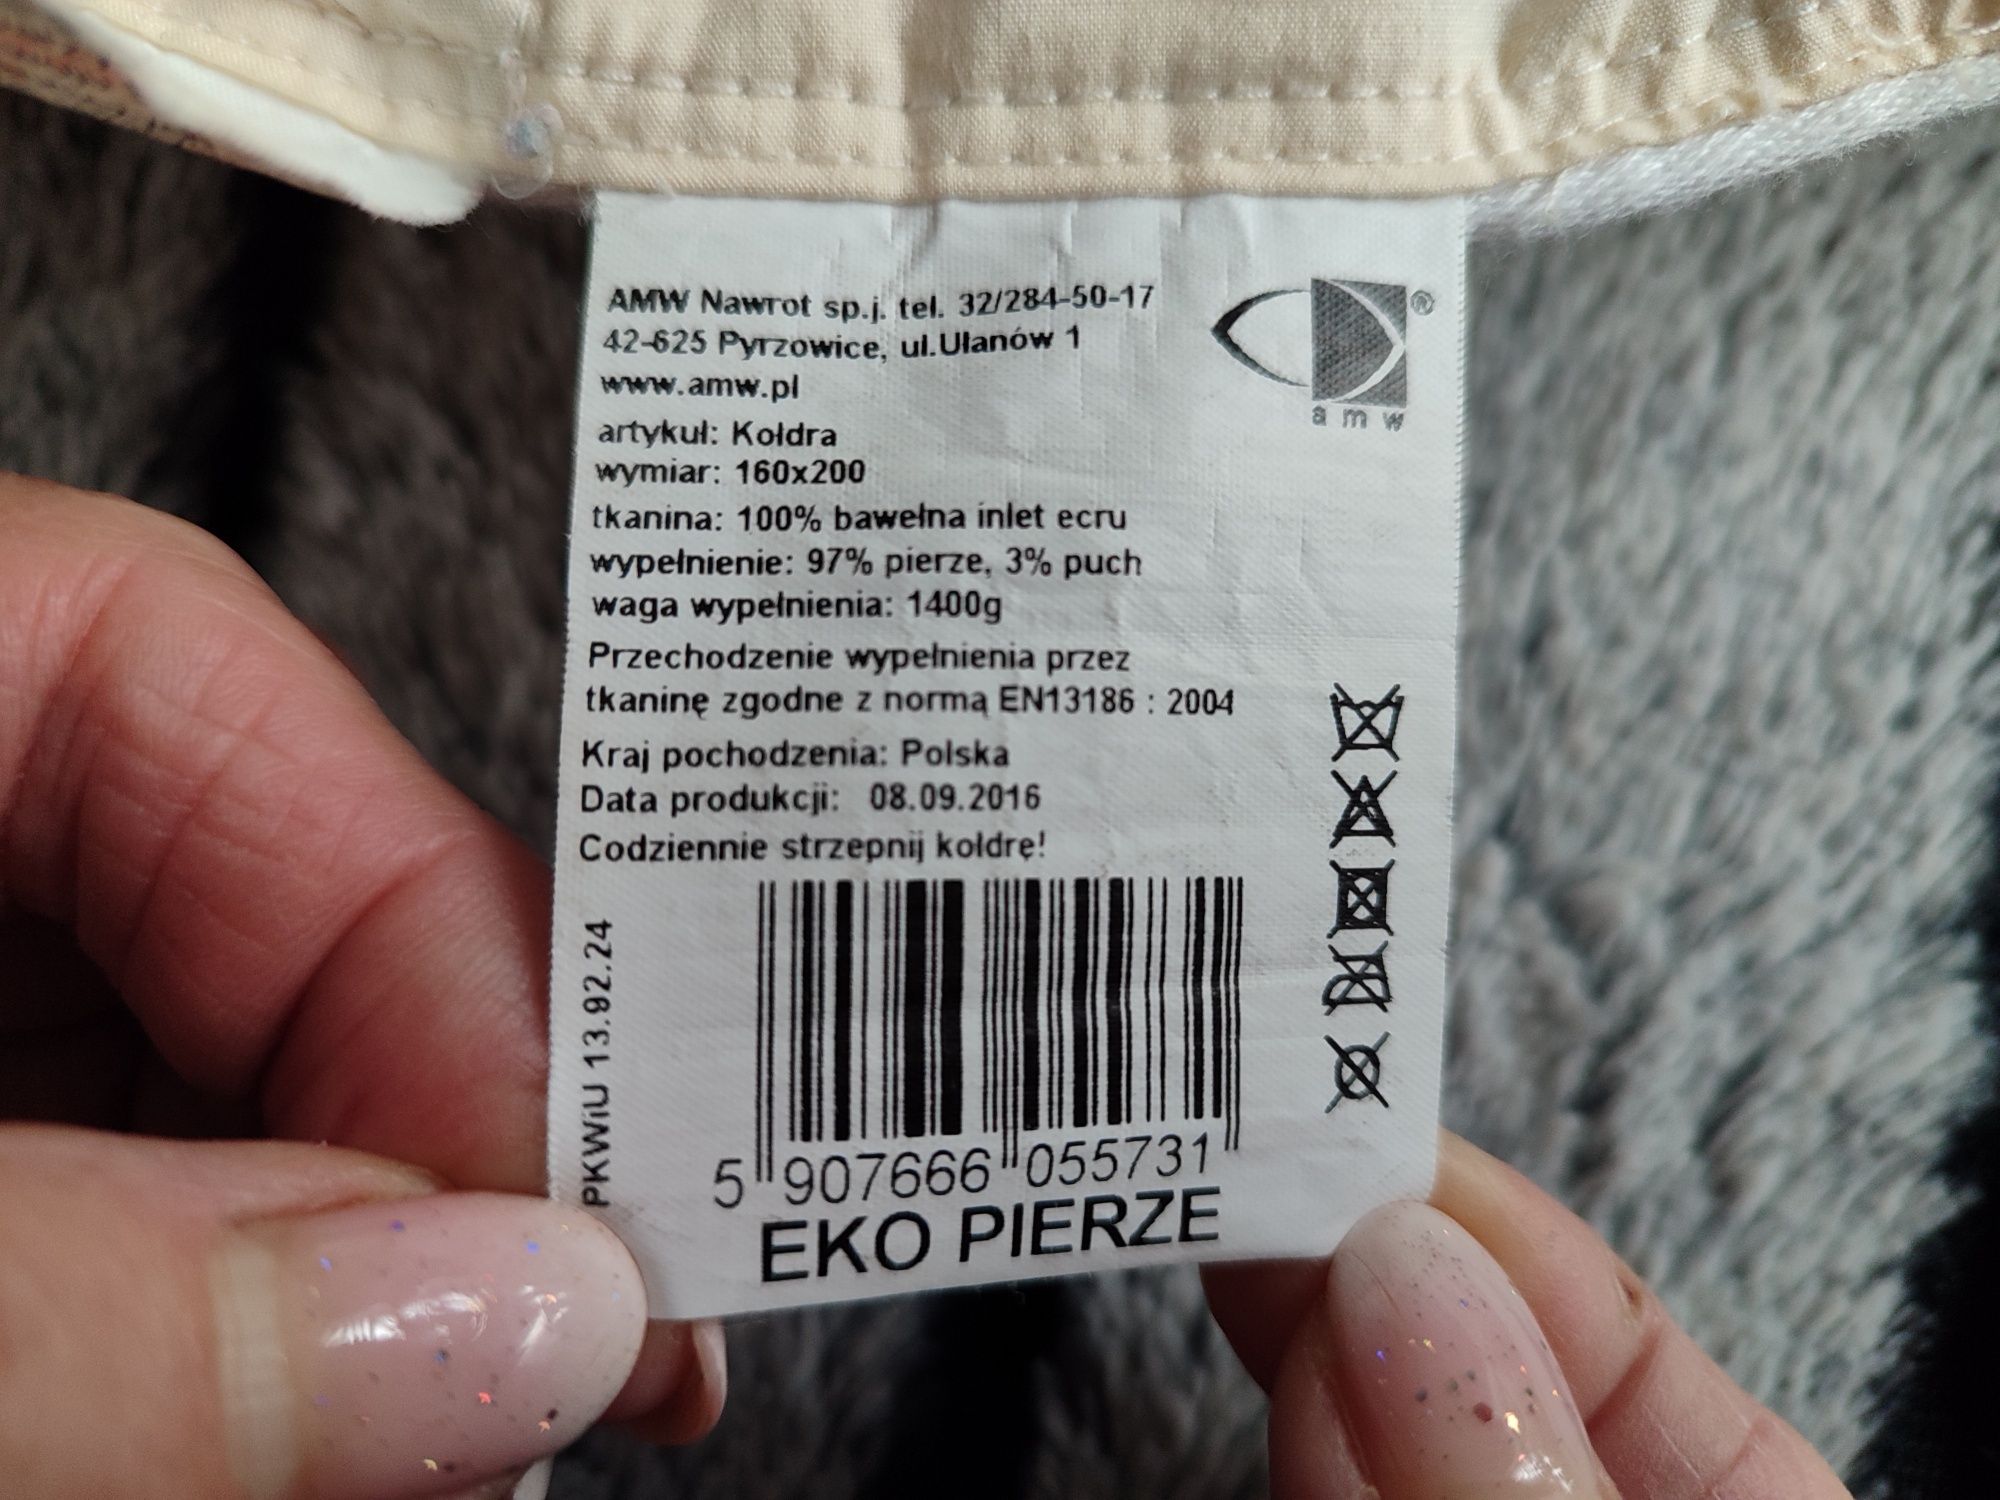 AMW Nawrot sp.j. tel. 32/284-50-17
42-625 Pyrzowice, ul.Ułanów 1
www.amw.pl
®
a m w
artykuł: Kołdra
wymiar: 160x200
tkanina: 100% bawełna inlet ecru
wypełnienie: 97% pierze, 3% puch
waga wypełnienia: 1400g
Przechodzenie wypełnienia przez
tkaninę zgodne z normą EN13186 : 2004
Kraj pochodzenia: Polska
Data produkcji: 08.09.2016
Codziennie strzepnij kołdrę!
PKWiU 13.92.24
5 907666 055731
EKO PIERZE